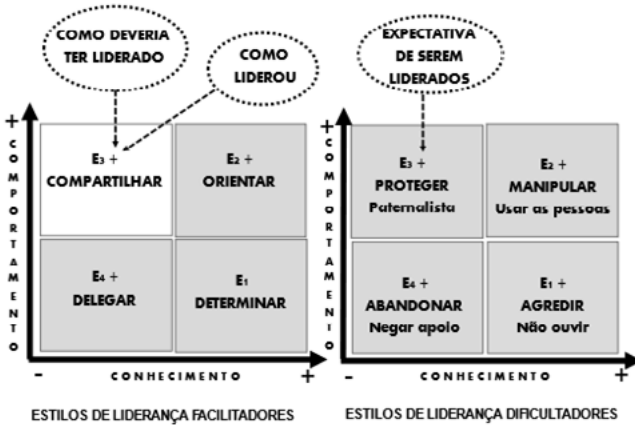 COMO DEVERIA
TER LIDERADO
COMO
LIDEROU
EXPECTATIVA
DE SEREM
LIDERADOS
+
COMPORTAMENTO
-
E3 +
COMPARTILHAR
E2 +
ORIENTAR
E4 +
DELEGAR
E1
DETERMINAR
- CONHECIMENTO +
ESTILOS DE LIDERANÇA FACILITADORES
+
COMPORTAMENTO
-
E3 +
PROTEGER
Paternalista
E2 +
MANIPULAR
Usar as pessoas
E4 +
ABANDONAR
Negar apoio
E1 +
AGREDIR
Não ouvir
- CONHECIMENTO +
ESTILOS DE LIDERANÇA DIFICULTADORES